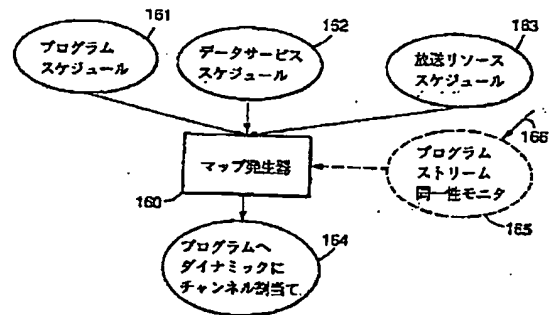 161
プログラム
スケジュール
162
データサービス
スケジュール
163
放送リソース
スケジュール
マップ発生器
160
166
プログラム
ストリーム
同一性モニタ
165
プログラムへ
ダイナミックに
チャンネル割当て
164